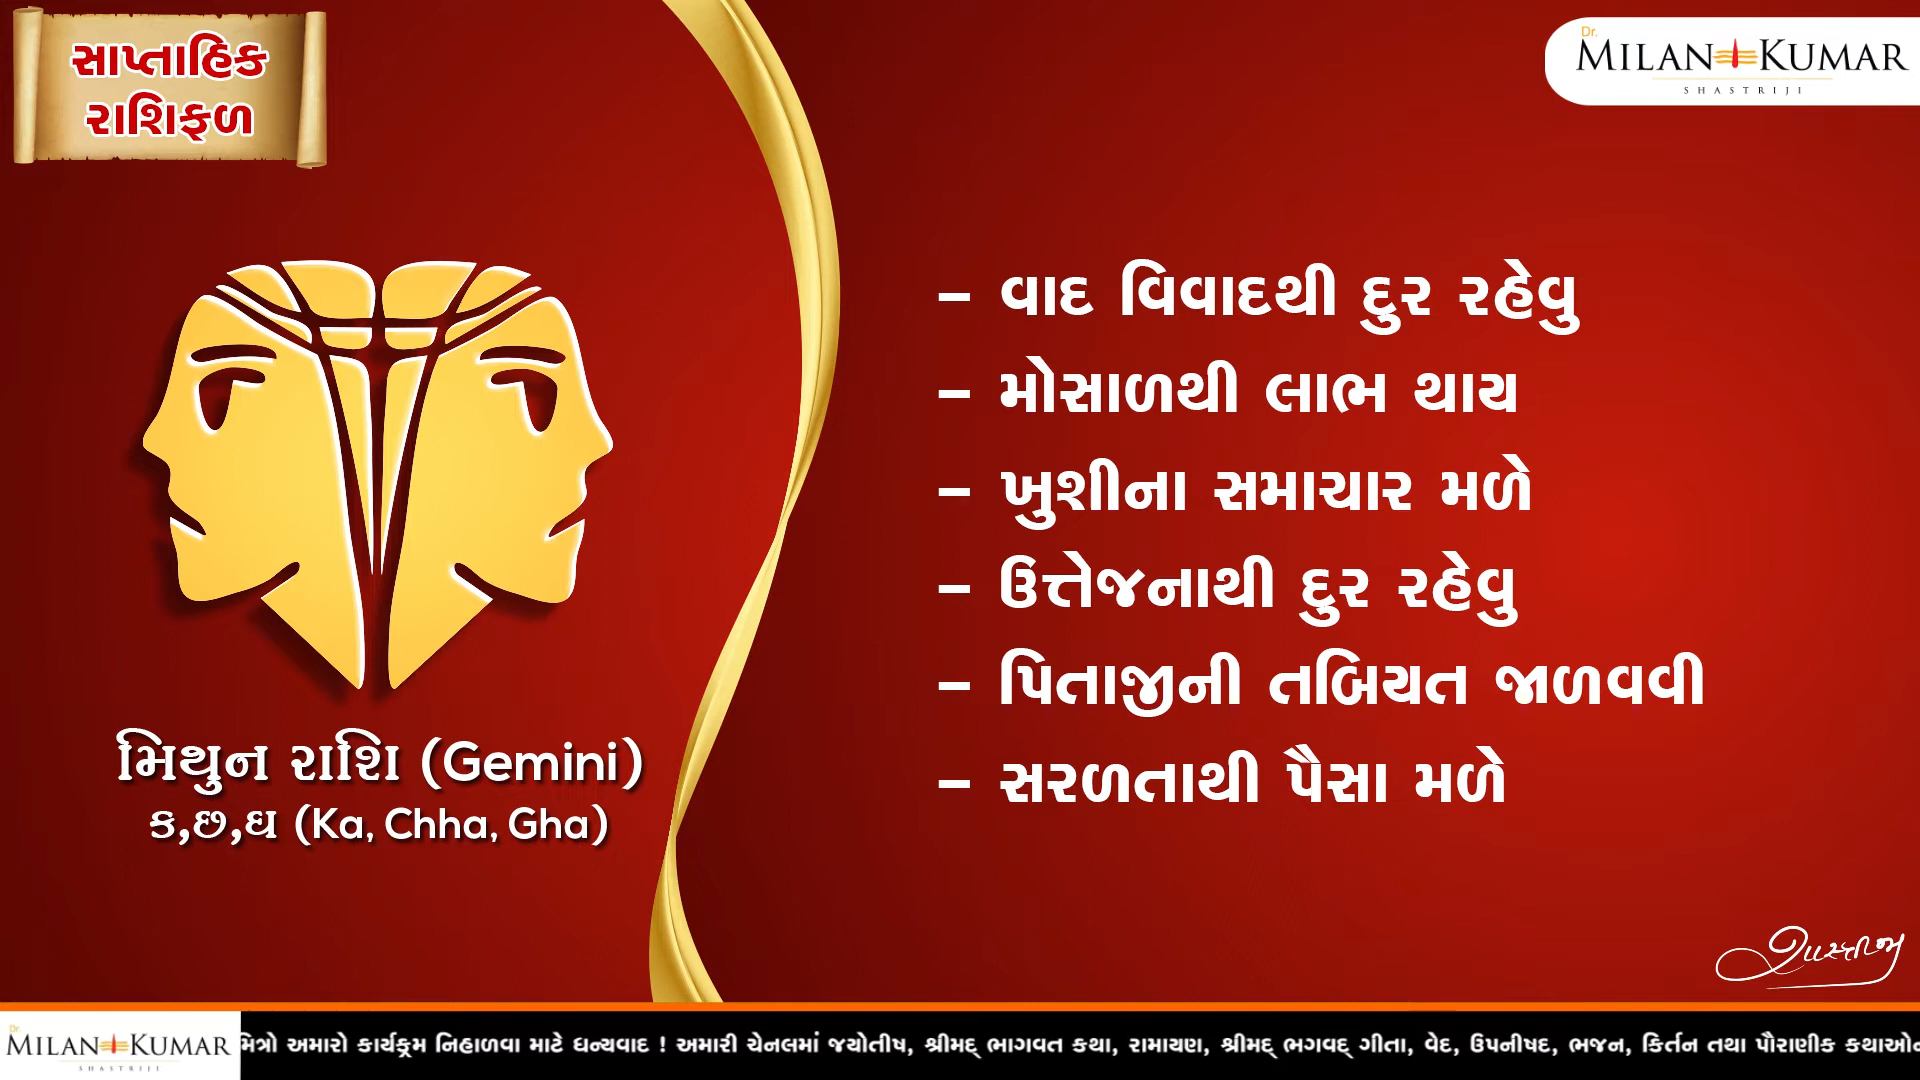 સાપ્તાહિક
રાશિફળ
Dr.
MILAN KUMAR
SHASTRIJI
– વાદ વિવાદથી દુર રહેવુ
– મોસાળથી લાભ થાય
– ખુશીના સમાચાર મળે
– ઉત્તેજનાથી દુર રહેવુ
– પિતાજીની તબિયત જાળવવી
– સરળતાથી પૈસા મળે
મિથુન રાશિ (Gemini)
ક,છ,ઘ (Ka, Chha, Gha)
શાસ્ત્રીજી
Dr.
MILAN KUMAR
SHASTRIJI
મિત્રો અમારો કાર્યક્રમ નિહાળવા માટે ધન્યવાદ ! અમારી ચેનલમાં જયોતીષ, શ્રીમદ્ ભાગવત કથા, રામાયણ, શ્રીમદ્ ભગવદ્ ગીતા, વેદ, ઉપનીષદ, ભજન, કિર્તન તથા પૌરાણીક